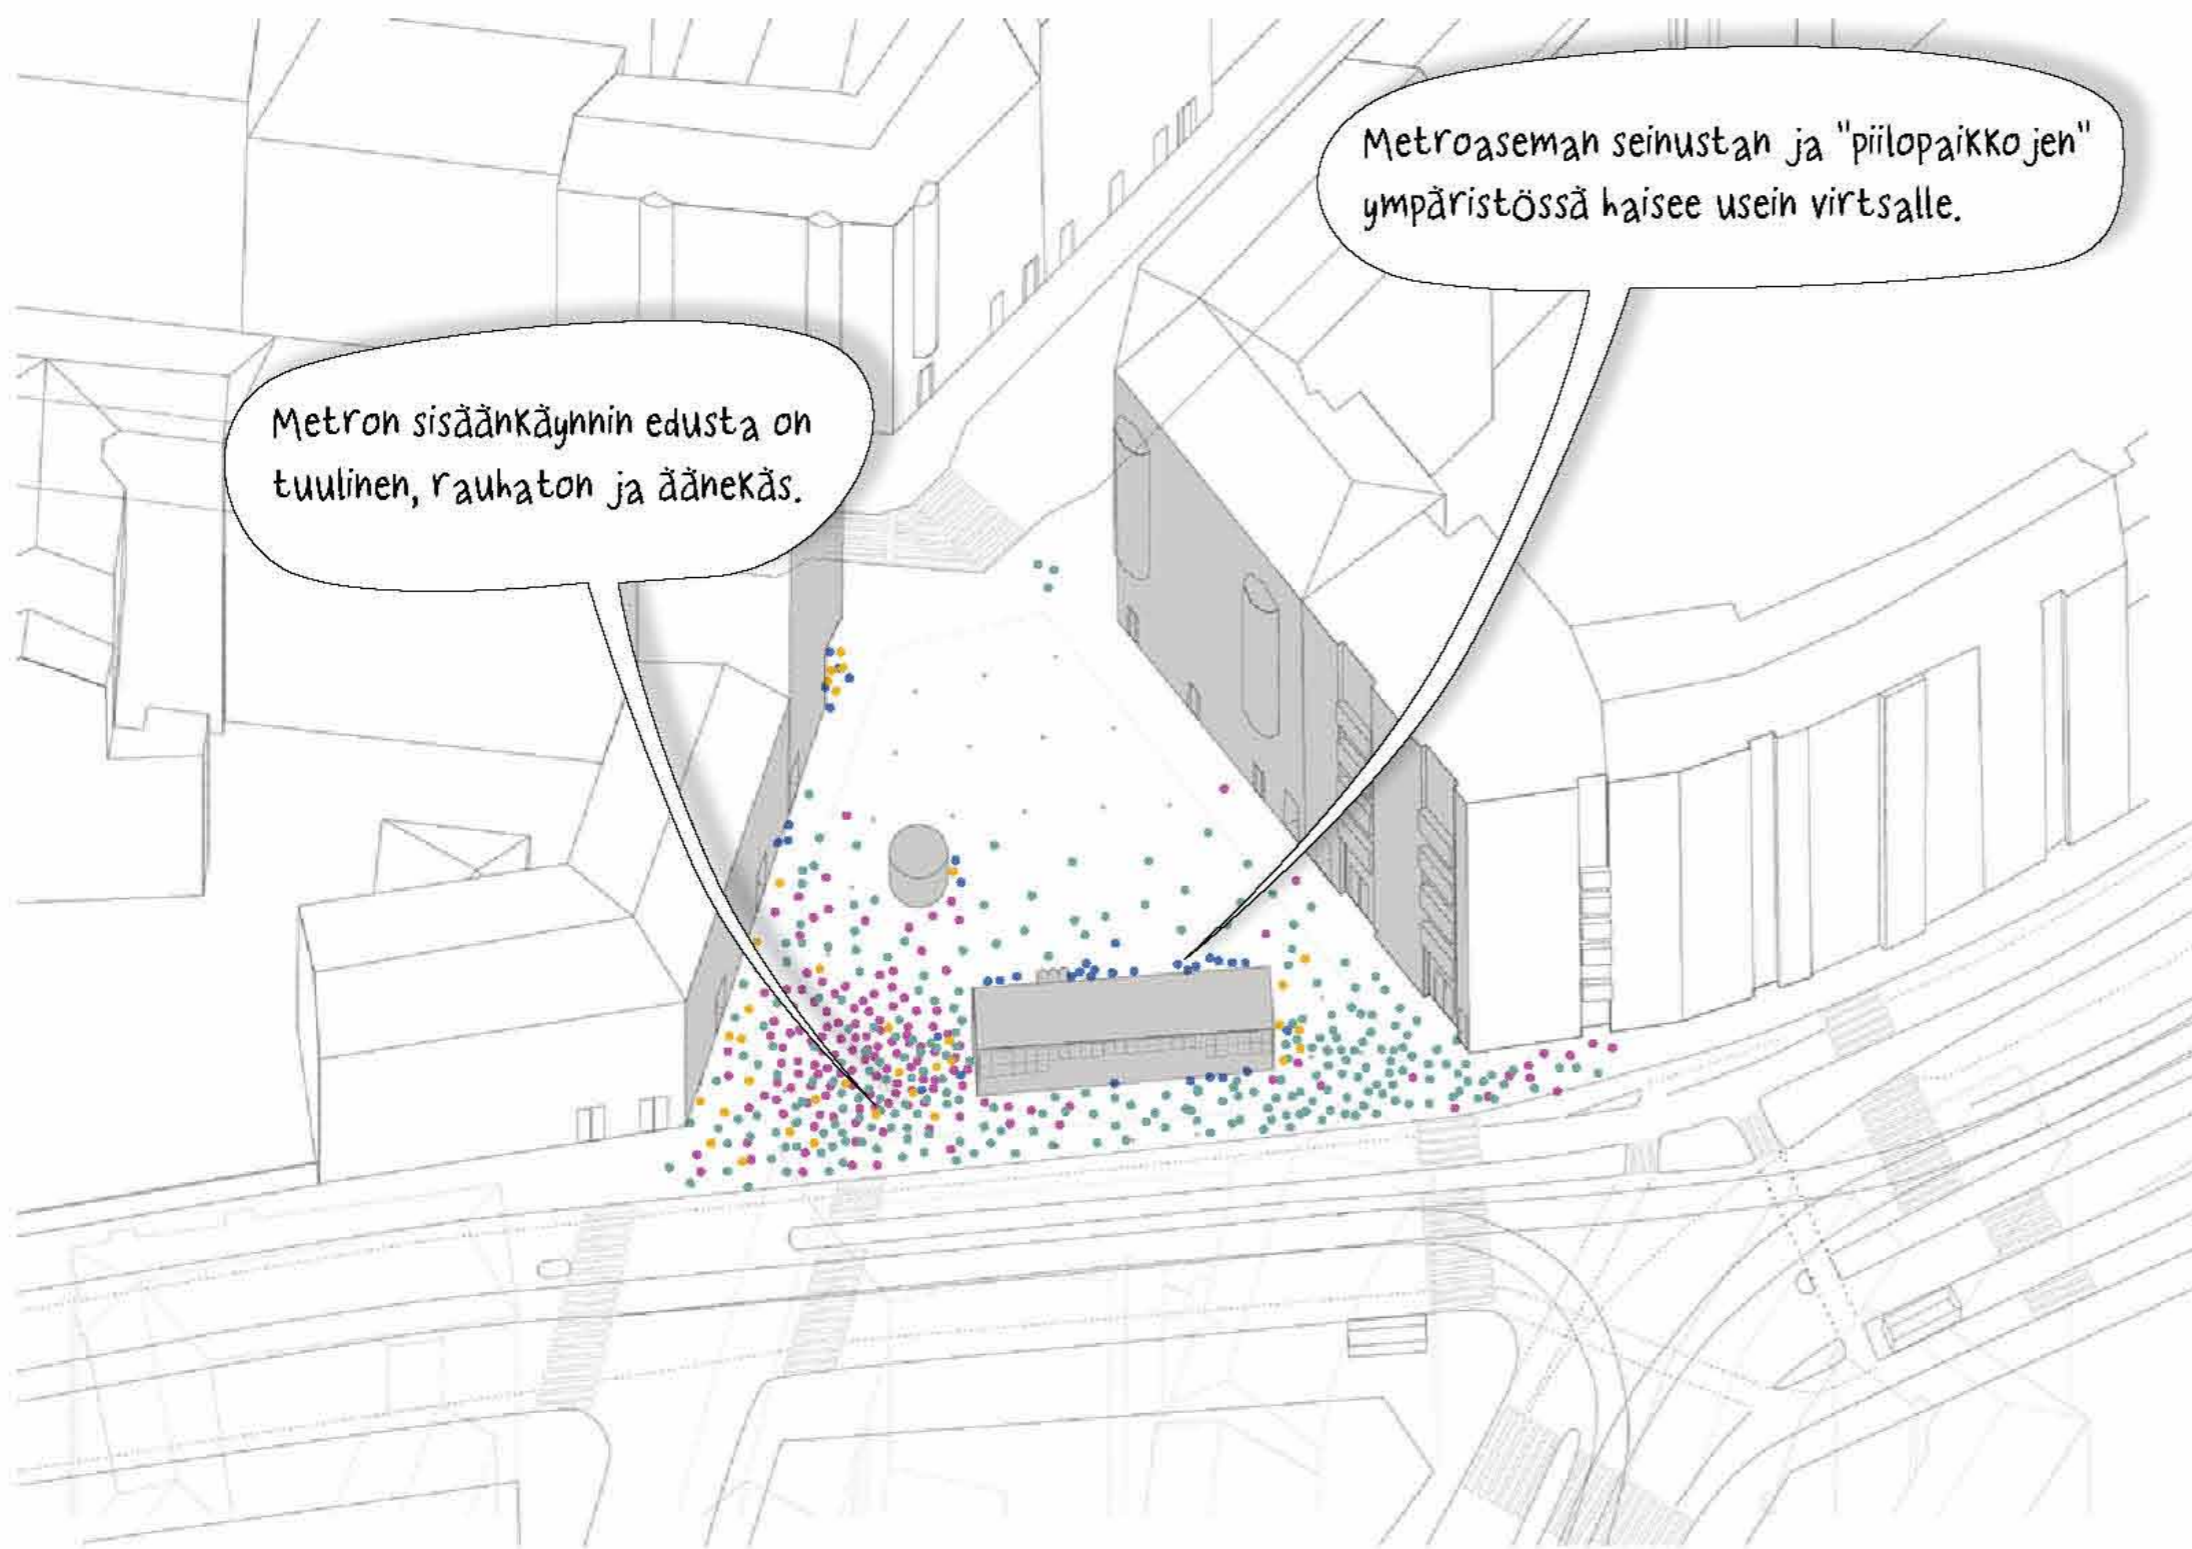 Metroaseman seinustan ja "piilopaikkojen"
ympäristössä haisee usein virtsalle.
Metron sisäänkäynnin edusta on
tuulinen, rauhaton ja äänekäs.